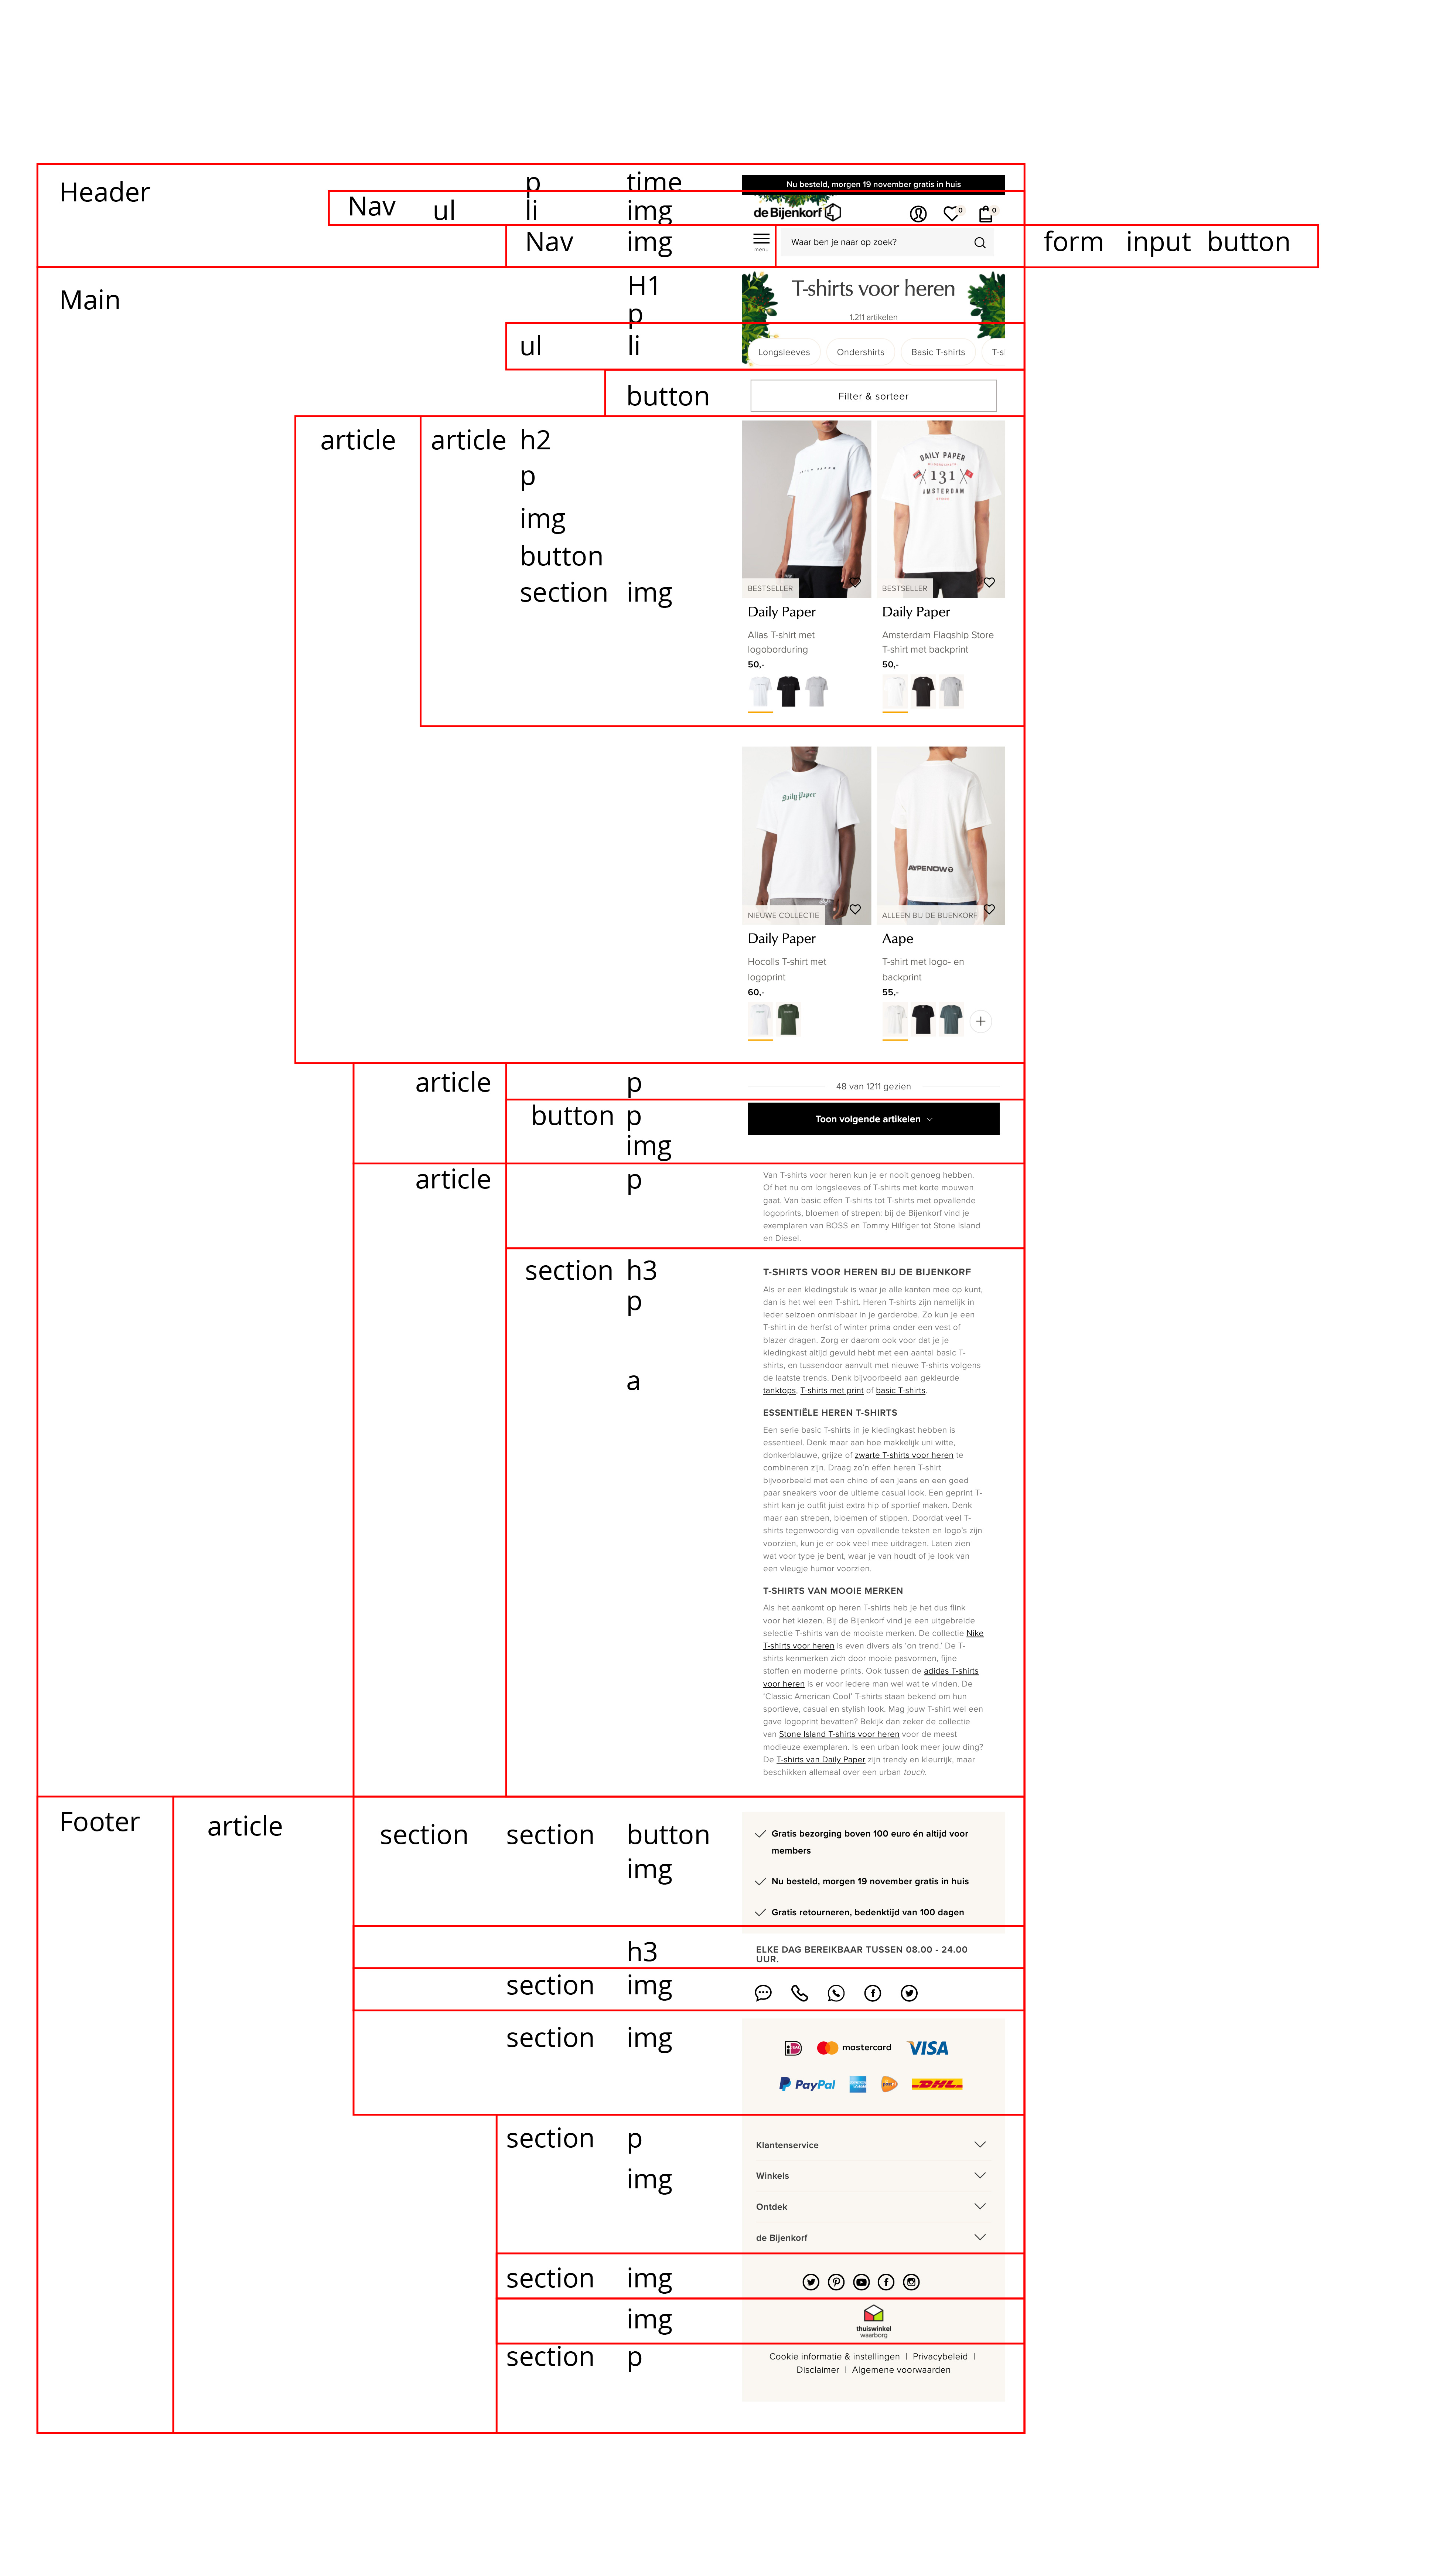 Header
p time
Nu besteld, morgen 19 november gratis in huis
Nav ul li img
de Bijenkorf
0
0
Nav img
menu
Waar ben je naar op zoek?
form input button
Main
H1
T-shirts voor heren
p
1.211 artikelen
ul li
Longsleeves
Ondershirts
Basic T-shirts
T-sl
button
Filter & sorteer
article
article h2
p
img
button
section img
DAILY PAPER
131
AMSTERDAM
STORE
BESTSELLER
BESTSELLER
Daily Paper
Daily Paper
Alias T-shirt met
logoborduring
50,-
Amsterdam Flagship Store
T-shirt met backprint
50,-
Daily Paper
AAPENOW
NIEUWE COLLECTIE
ALLEEN BIJ DE BIJENKORF
Daily Paper
Aape
Hocolls T-shirt met
logoprint
60,-
T-shirt met logo- en
backprint
55,-
article p
48 van 1211 gezien
button p
img
Toon volgende artikelen
article p
Van T-shirts voor heren kun je er nooit genoeg hebben.
Of het nu om longsleeves of T-shirts met korte mouwen
gaat. Van basic effen T-shirts tot T-shirts met opvallende
logoprints, bloemen of strepen: bij de Bijenkorf vind je
exemplaren van BOSS en Tommy Hilfiger tot Stone Island
en Diesel.
section h3
p
a
T-SHIRTS VOOR HEREN BIJ DE BIJENKORF
Als er een kledingstuk is waar je alle kanten mee op kunt,
dan is het wel een T-shirt. Heren T-shirts zijn namelijk in
ieder seizoen onmisbaar in je garderobe. Zo kun je een
T-shirt in de herfst of winter prima onder een vest of
blazer dragen. Zorg er daarom ook voor dat je je
kledingkast altijd gevuld hebt met een aantal basic T-
shirts, en tussendoor aanvult met nieuwe T-shirts volgens
de laatste trends. Denk bijvoorbeeld aan gekleurde
tanktops, T-shirts met print of basic T-shirts.
ESSENTIËLE HEREN T-SHIRTS
Een serie basic T-shirts in je kledingkast hebben is
essentieel. Denk maar aan hoe makkelijk uni witte,
donkerblauwe, grijze of zwarte T-shirts voor heren te
combineren zijn. Draag zo'n effen heren T-shirt
bijvoorbeeld met een chino of een jeans en een goed
paar sneakers voor de ultieme casual look. Een geprint T-
shirt kan je outfit juist extra hip of sportief maken. Denk
maar aan strepen, bloemen of stippen. Doordat veel T-
shirts tegenwoordig van opvallende teksten en logo's zijn
voorzien, kun je er ook veel mee uitdragen. Laten zien
wat voor type je bent, waar je van houdt of je look van
een vleugje humor voorzien.
T-SHIRTS VAN MOOIE MERKEN
Als het aankomt op heren T-shirts heb je het dus flink
voor het kiezen. Bij de Bijenkorf vind je een uitgebreide
selectie T-shirts van de mooiste merken. De collectie Nike
T-shirts voor heren is even divers als 'on trend.' De T-
shirts kenmerken zich door mooie pasvormen, fijne
stoffen en moderne prints. Ook tussen de adidas T-shirts
voor heren is er voor iedere man wel wat te vinden. De
'Classic American Cool' T-shirts staan bekend om hun
sportieve, casual en stylish look. Mag jouw T-shirt wel een
gave logoprint bevatten? Bekijk dan zeker de collectie
van Stone Island T-shirts voor heren voor de meest
modieuze exemplaren. Is een urban look meer jouw ding?
De T-shirts van Daily Paper zijn trendy en kleurrijk, maar
beschikken allemaal over een urban touch.
Footer
article
section section button
img
Gratis bezorging boven 100 euro én altijd voor
members
Nu besteld, morgen 19 november gratis in huis
Gratis retourneren, bedenktijd van 100 dagen
h3
ELKE DAG BEREIKBAAR TUSSEN 08.00 - 24.00
UUR.
section img
section img
mastercard
VISA
PayPal
DHL
section p
img
Klantenservice
Winkels
Ontdek
de Bijenkorf
section img
img
thuiswinkel
waarborg
section p
Cookie informatie & instellingen | Privacybeleid |
Disclaimer | Algemene voorwaarden